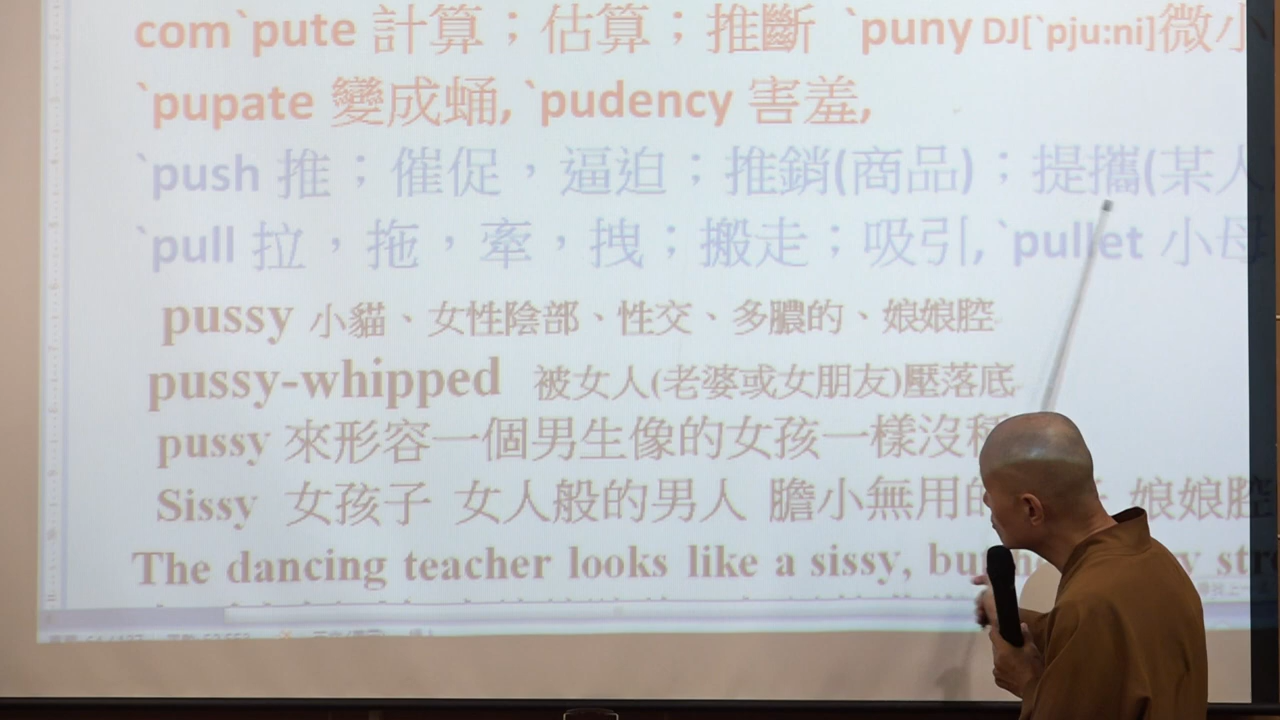 com`pute 計算；估算；推斷 `puny DJ[`pju:ni]微小
`pupate 變成蛹, `pudency 害羞,
`push 推；催促，逼迫；推銷(商品)；提攜(某人
`pull 拉，拖，牽，拽；搬走；吸引, `pullet 小母
pussy 小貓、女性陰部、性交、多膿的、娘娘腔
pussy-whipped 被女人(老婆或女朋友)壓落底
pussy 來形容一個男生像的女孩一樣沒種
Sissy 女孩子 女人般的男人 膽小無用的 娘娘腔
The dancing teacher looks like a sissy, but